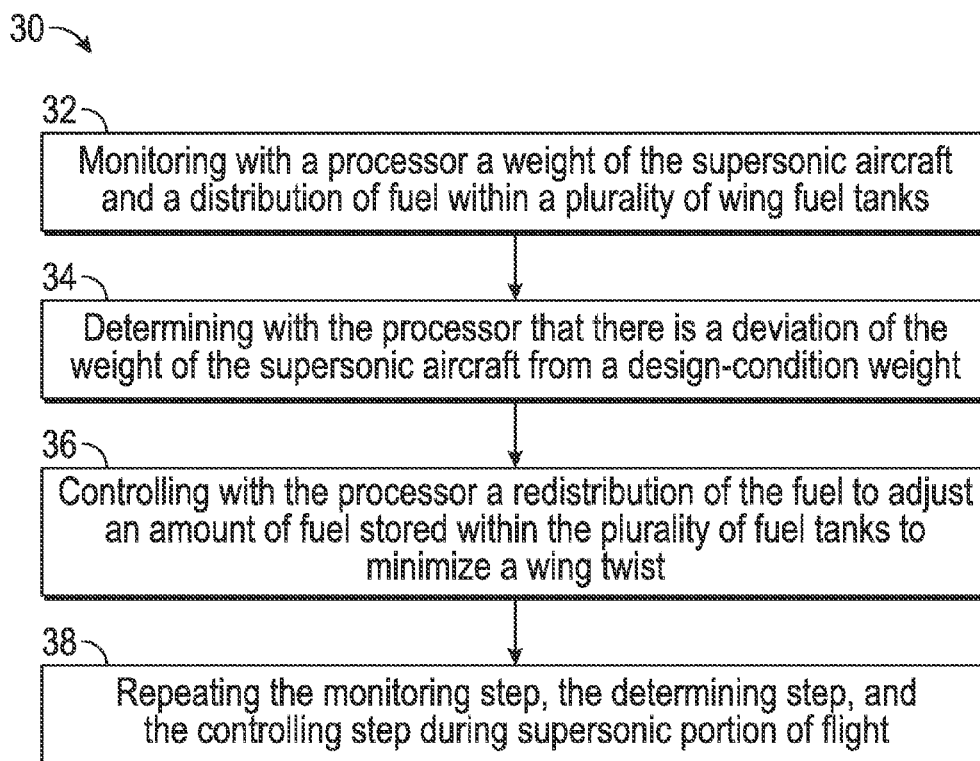 30
32
Monitoring with a processor a weight of the supersonic aircraft
and a distribution of fuel within a plurality of wing fuel tanks
34
Determining with the processor that there is a deviation of the
weight of the supersonic aircraft from a design-condition weight
36
Controlling with the processor a redistribution of the fuel to adjust
an amount of fuel stored within the plurality of fuel tanks to
minimize a wing twist
38
Repeating the monitoring step, the determining step, and
the controlling step during supersonic portion of flight